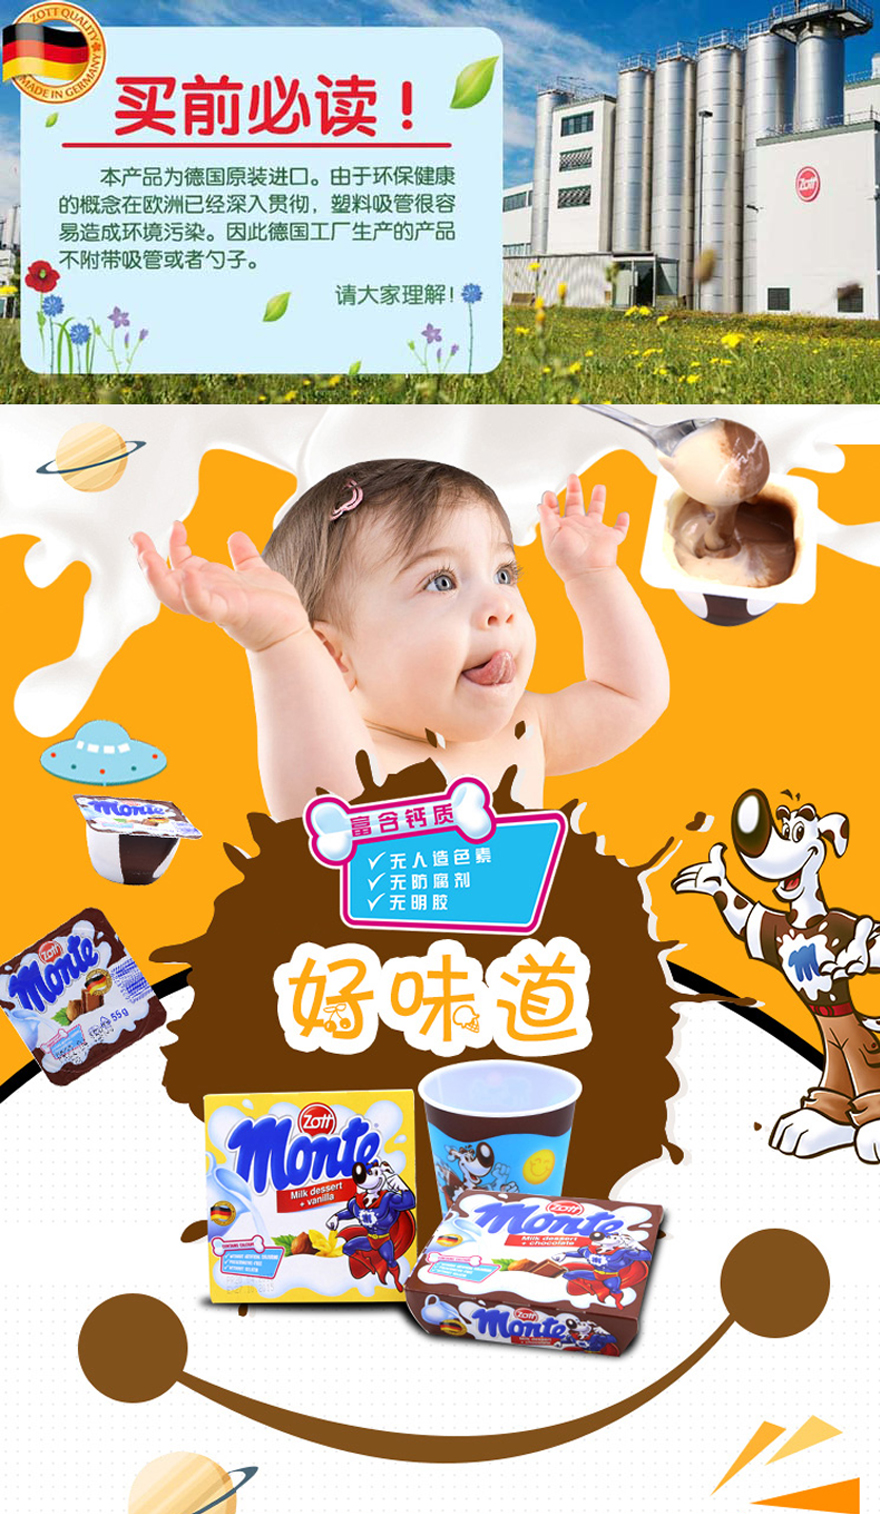 ZOTT QUALITY
MADE IN GERMANY
买前必读！
本产品为德国原装进口。由于环保健康
的概念在欧洲已经深入贯彻，塑料吸管很容
易造成环境污染。因此德国工厂生产的产品
不附带吸管或者勺子。
请大家理解！
Zott
富含钙质
无人造色素
无防腐剂
无明胶
monte
Zott
Monte
55g
M
好味道
Zott
Monte
Milk dessert
+ vanilla
Zott
Monte
Milk dessert
+ chocolate
Zott
Monte